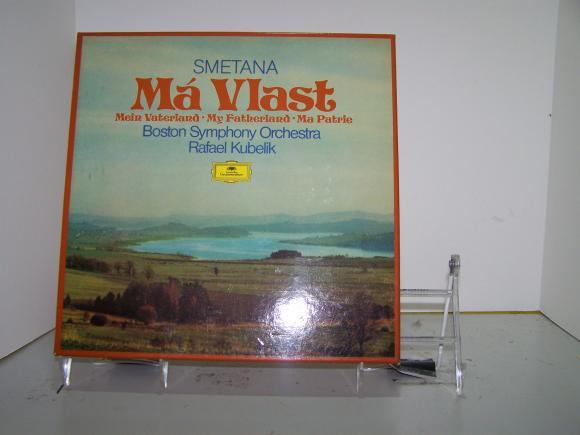 SMETANA
Má Vlast
Mein Vaterland · My Fatherland · Ma Patrie
Boston Symphony Orchestra
Rafael Kubelik